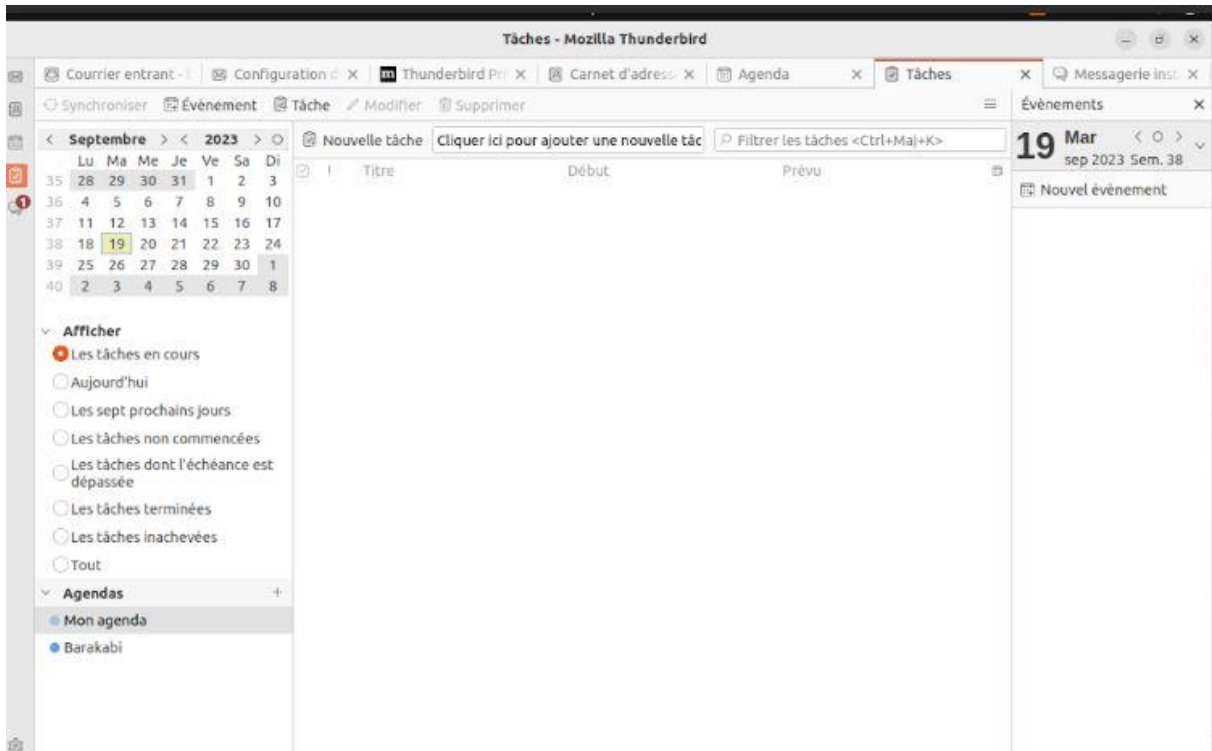 Tâches - Mozilla Thunderbird
Courrier entrant - Configuration d Thunderbird Pri Carnet d'adress Agenda Tâches Messagerie inst
Synchroniser Évènement Tâche Modifier Supprimer
Évènements
< Septembre > < 2023 >
Lu Ma Me Je Ve Sa Di
35 28 29 30 31 1 2 3
36 4 5 6 7 8 9 10
37 11 12 13 14 15 16 17
38 18 19 20 21 22 23 24
39 25 26 27 28 29 30 1
40 2 3 4 5 6 7 8
1
Afficher
Les tâches en cours
Aujourd'hui
Les sept prochains jours
Les tâches non commencées
Les tâches dont l'échéance est
dépassée
Les tâches terminées
Les tâches inachevées
Tout
Agendas +
Mon agenda
Barakabi
Nouvelle tâche Cliquer ici pour ajouter une nouvelle tâc Filtrer les tâches <Ctrl+Maj+K>
! Titre Début Prévu
19 Mar
sep 2023 Sem. 38
Nouvel évènement